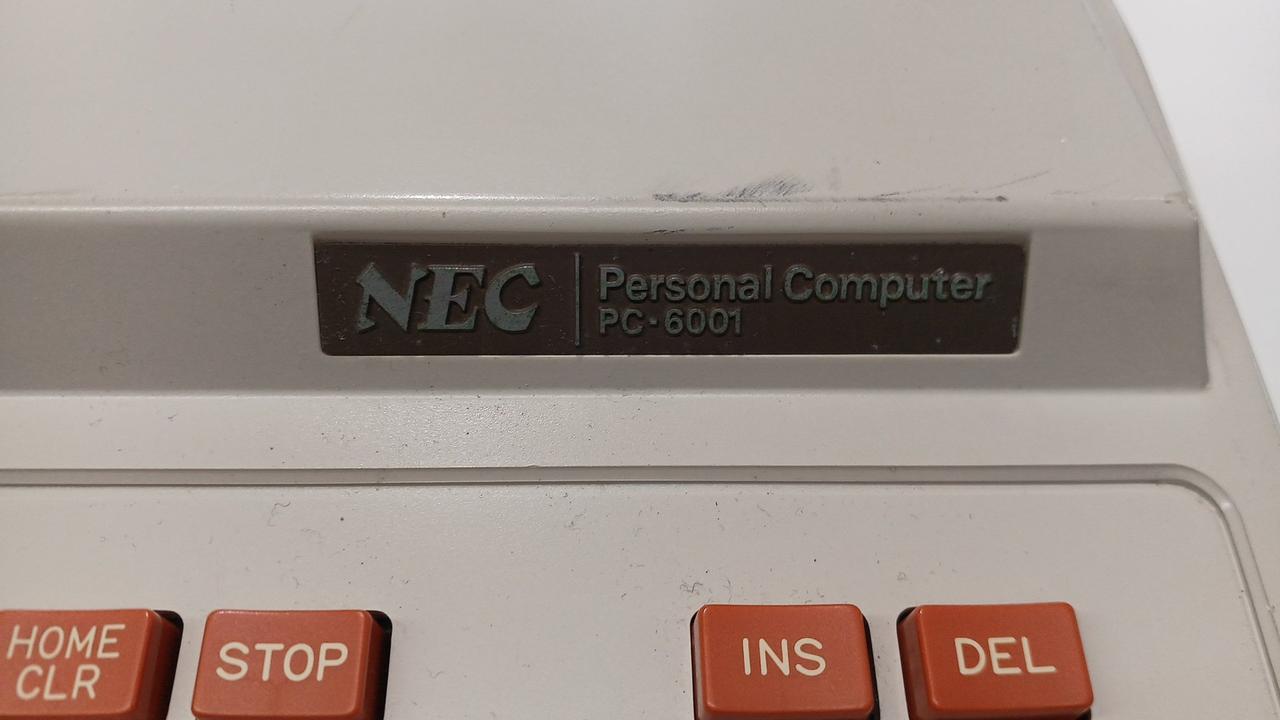 NEC Personal Computer
PC-6001
HOME
CLR
STOP
INS
DEL